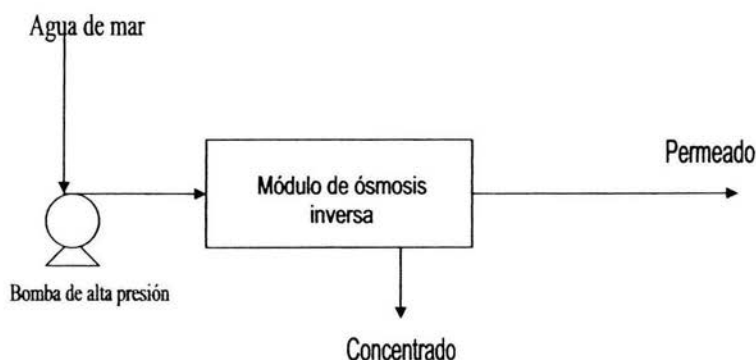 Agua de mar
Permeado
Módulo de ósmosis
inversa
Bomba de alta presión
Concentrado